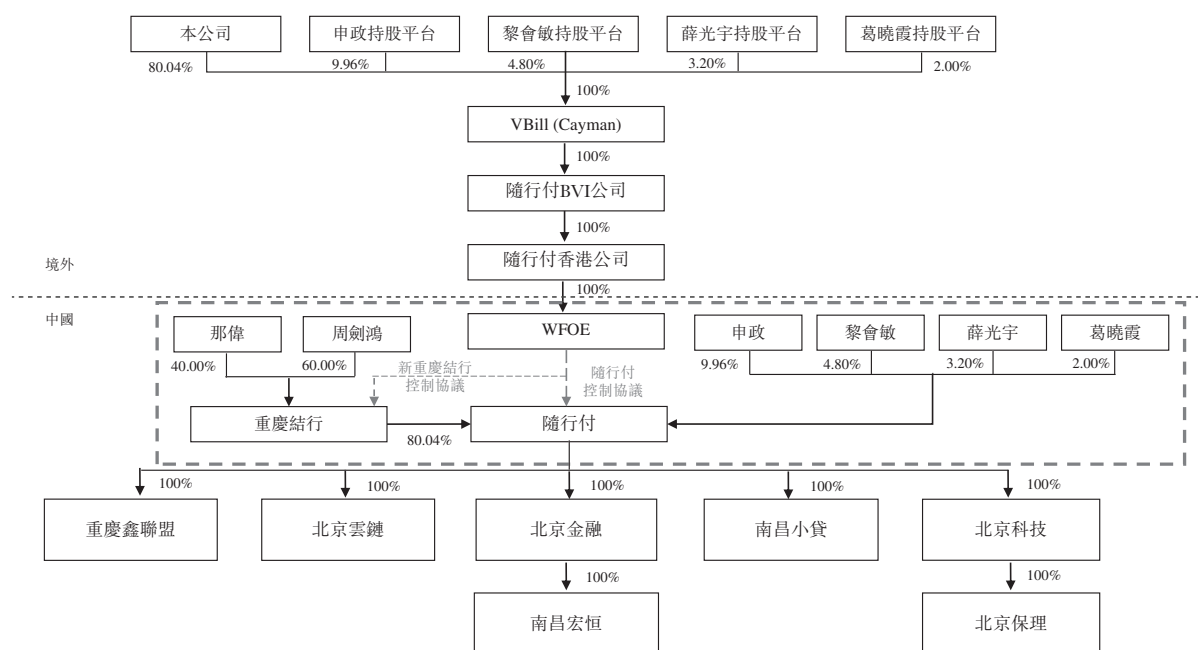 本公司
申政持股平台
黎會敏持股平台
薛光宇持股平台
葛曉霞持股平台
80.04%
9.96%
4.80%
3.20%
2.00%
100%
VBill (Cayman)
100%
隨行付BVI公司
100%
隨行付香港公司
境外
100%
中國
那偉
周劍鴻
WFOE
申政
黎會敏
薛光宇
葛曉霞
40.00%
60.00%
9.96%
4.80%
3.20%
2.00%
新重慶結行
控制協議
隨行付
控制協議
重慶結行
80.04%
隨行付
100%
100%
100%
100%
100%
重慶鑫聯盟
北京雲鏈
北京金融
南昌小貸
北京科技
100%
100%
南昌宏恒
北京保理